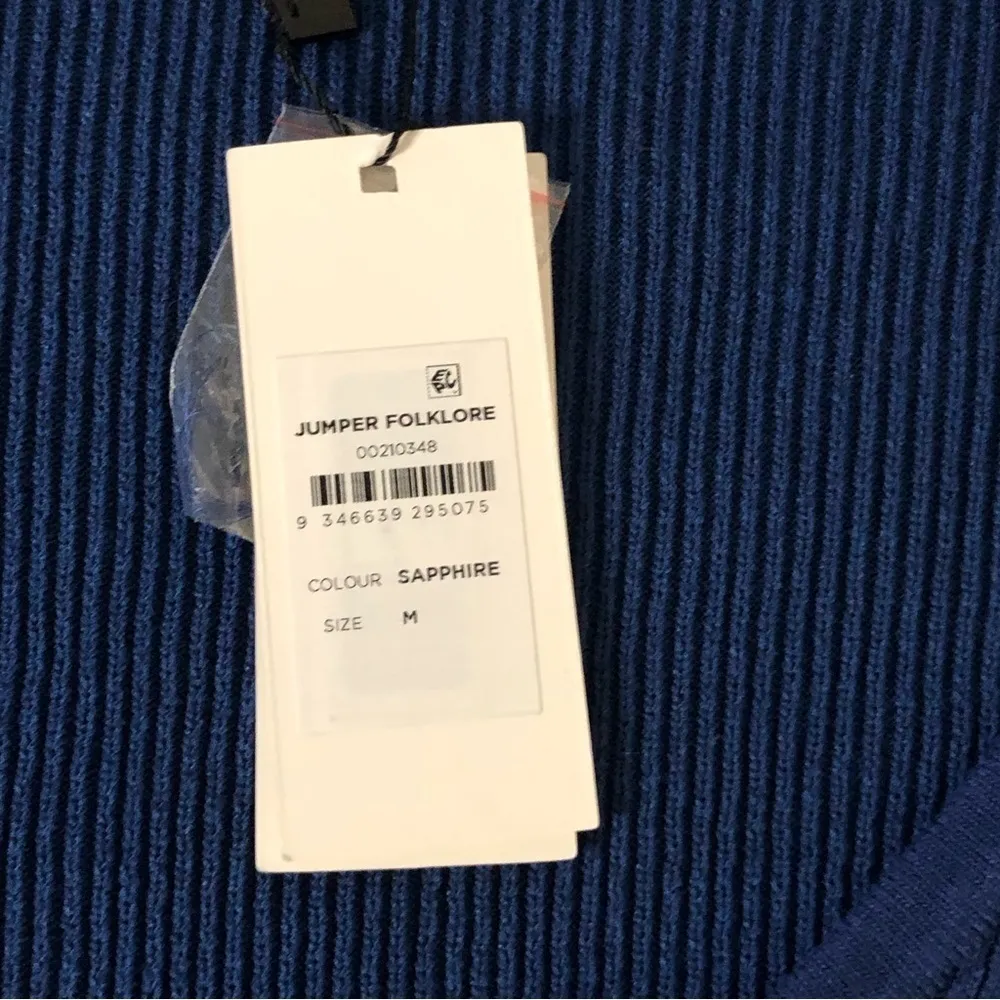 JUMPER FOLKLORE
00210348
9 346639 295075
COLOUR SAPPHIRE
SIZE M